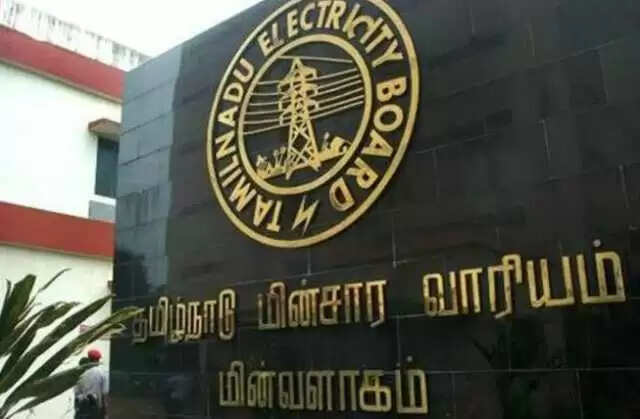 TAMILNADU ELECTRICITY BOARD
தமிழ்நாடு மின்சார வாரியம்
மின்வளாகம்